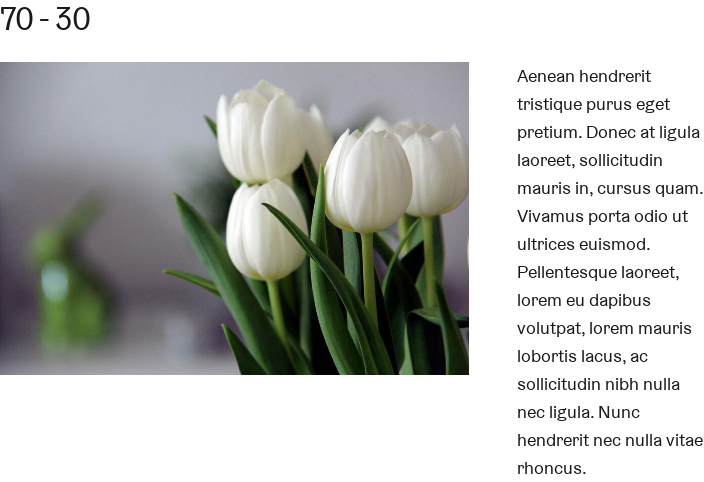 70 - 30
Aenean hendrerit
tristique purus eget
pretium. Donec at ligula
laoreet, sollicitudin
mauris in, cursus quam.
Vivamus porta odio ut
ultrices euismod.
Pellentesque laoreet,
lorem eu dapibus
volutpat, lorem mauris
lobortis lacus, ac
sollicitudin nibh nulla
nec ligula. Nunc
hendrerit nec nulla vitae
rhoncus.